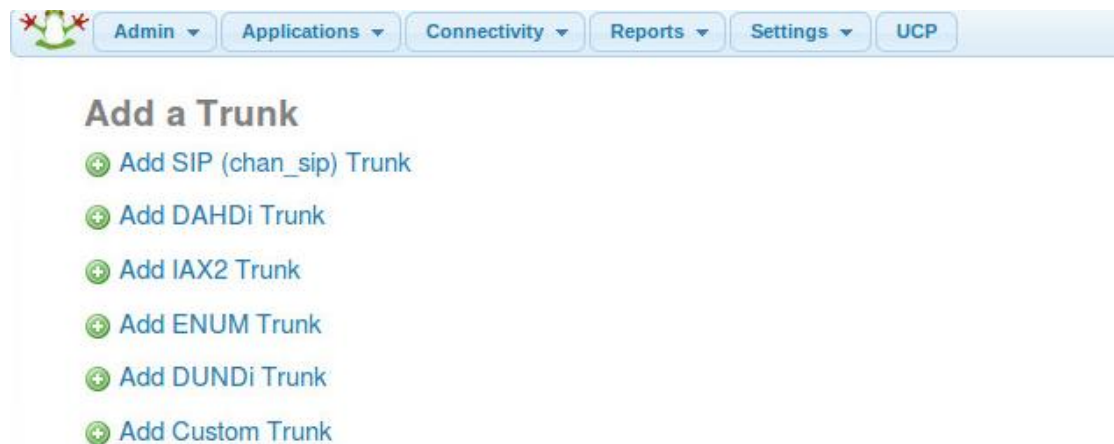 Admin Applications Connectivity Reports Settings UCP
Add a Trunk
Add SIP (chan_sip) Trunk
Add DAHDi Trunk
Add IAX2 Trunk
Add ENUM Trunk
Add DUNDi Trunk
Add Custom Trunk